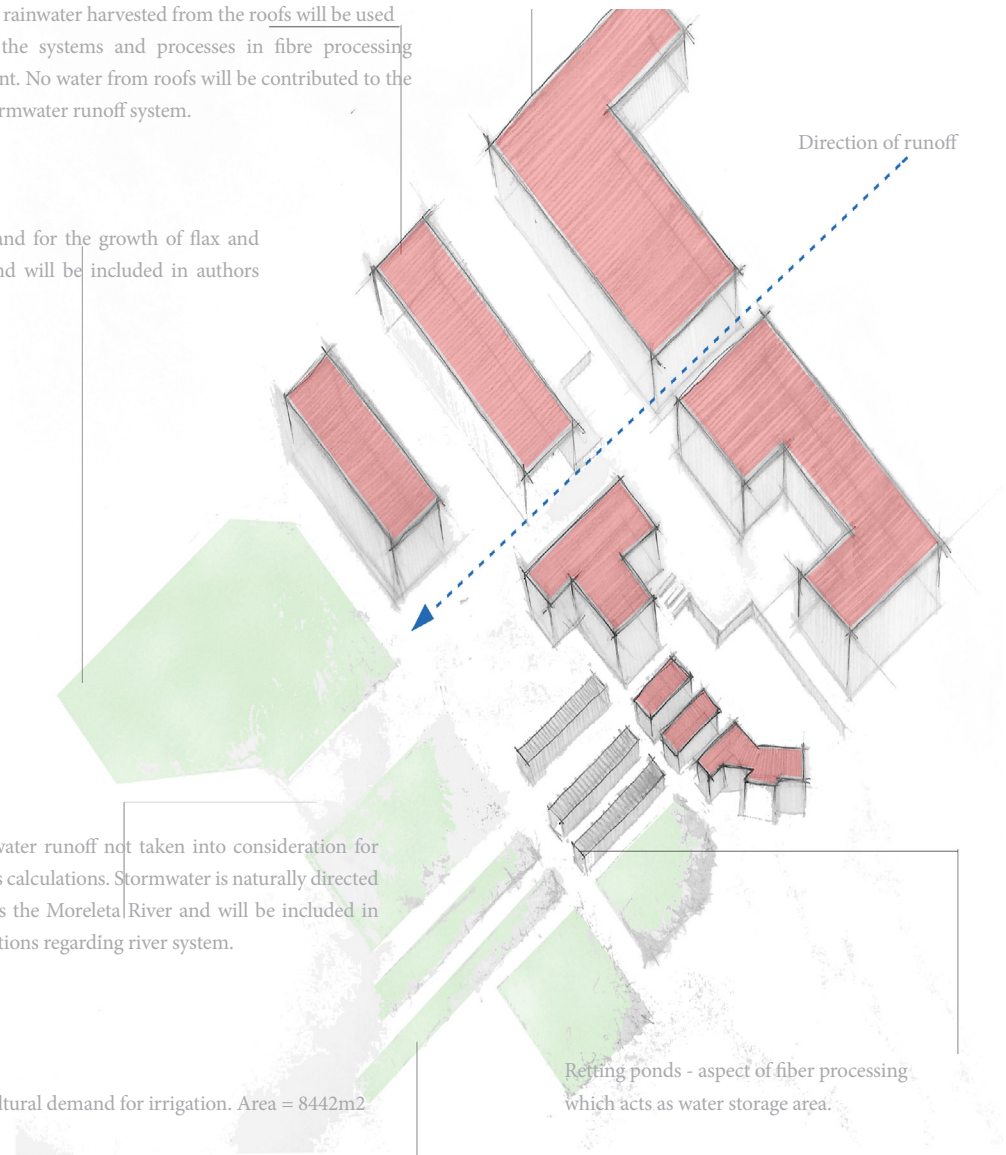 rainwater harvested from the roofs will be used
the systems and processes in fibre processing
nt. No water from roofs will be contributed to the
rmwater runoff system.
Direction of runoff
and for the growth of flax and
nd will be included in authors
water runoff not taken into consideration for
s calculations. Stormwater is naturally directed
s the Moreleta River and will be included in
tions regarding river system.
Retting ponds - aspect of fiber processing
which acts as water storage area.
ltural demand for irrigation. Area = 8442m2